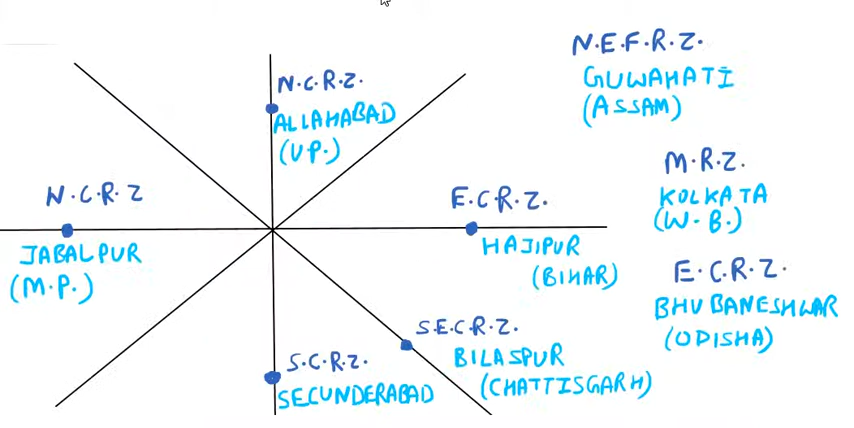 N.C.R.Z.
ALLAHABAD
(U.P.)
N.C.R.Z
JABALPUR
(M.P.)
E.C.R.Z.
HAJIPUR
(BIHAR)
S.E.C.R.Z.
BILASPUR
(CHATTISGARH)
S.C.R.Z.
SECUNDERABAD
N.E.F.R.Z.
GUWAHATI
(ASSAM)
M.R.Z.
KOLKATA
(W.B.)
E.C.R.Z.
BHUBANESHWAR
(ODISHA)